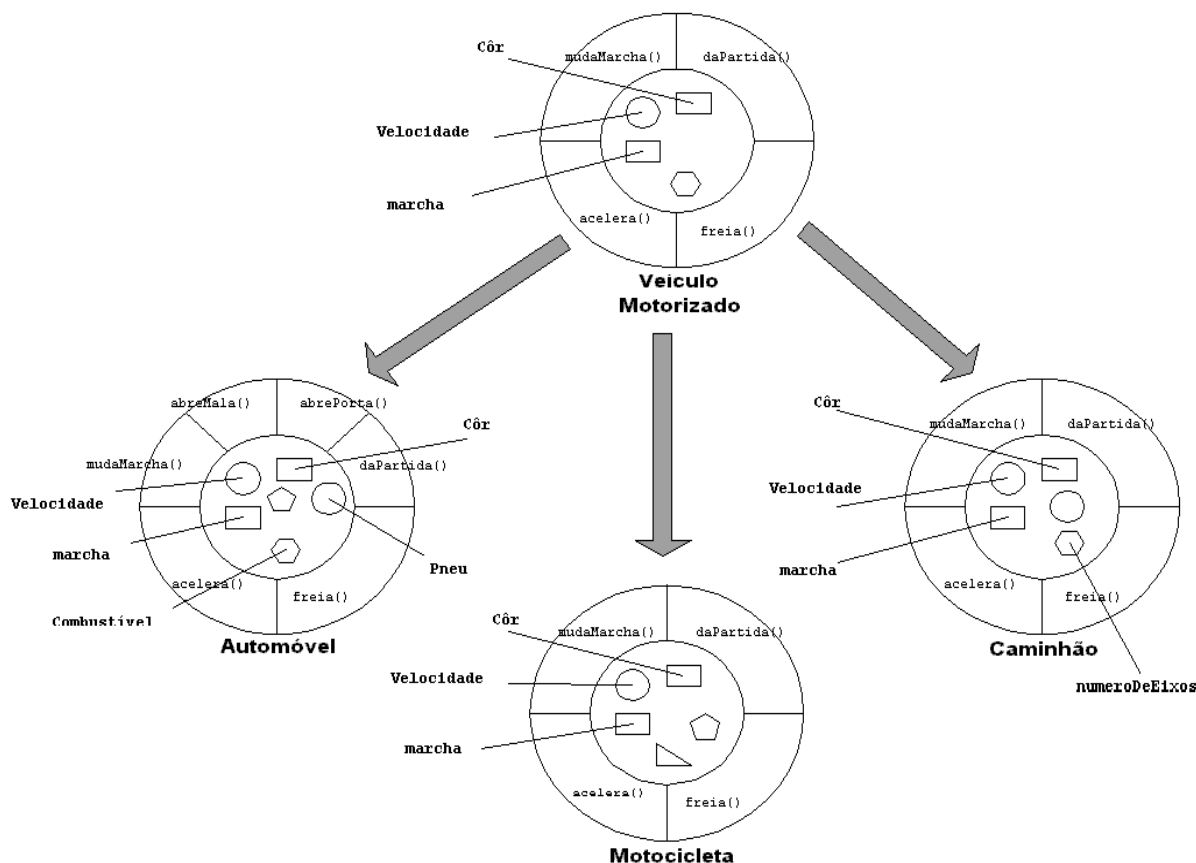 Côr
mudaMarcha()
daPartida()
Velocidade
marcha
acelera()
freia()
Veículo
Motorizado
abreMala()
abrePorta()
Côr
mudaMarcha()
daPartida()
Velocidade
marcha
Pneu
acelera()
freia()
Combustível
Automóvel
Côr
mudaMarcha()
daPartida()
Velocidade
marcha
acelera()
freia()
Motocicleta
Côr
mudaMarcha()
daPartida()
Velocidade
marcha
acelera()
freia()
Caminhão
numeroDeEixos